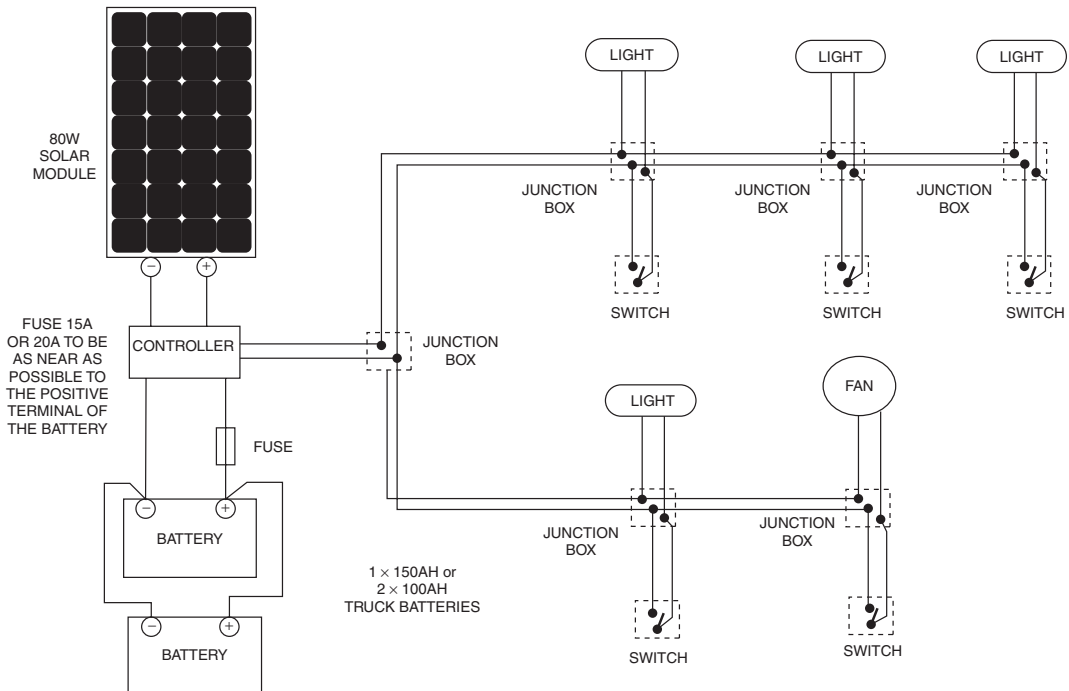 LIGHT
LIGHT
LIGHT
80W
SOLAR
MODULE
JUNCTION
BOX
JUNCTION
BOX
JUNCTION
BOX
−
+
SWITCH
SWITCH
SWITCH
FUSE 15A
OR 20A TO BE
AS NEAR AS
POSSIBLE TO
THE POSITIVE
TERMINAL OF
THE BATTERY
CONTROLLER
JUNCTION
BOX
LIGHT
FAN
FUSE
−
+
BATTERY
JUNCTION
BOX
JUNCTION
BOX
1 × 150AH or
2 × 100AH
TRUCK BATTERIES
−
+
BATTERY
SWITCH
SWITCH